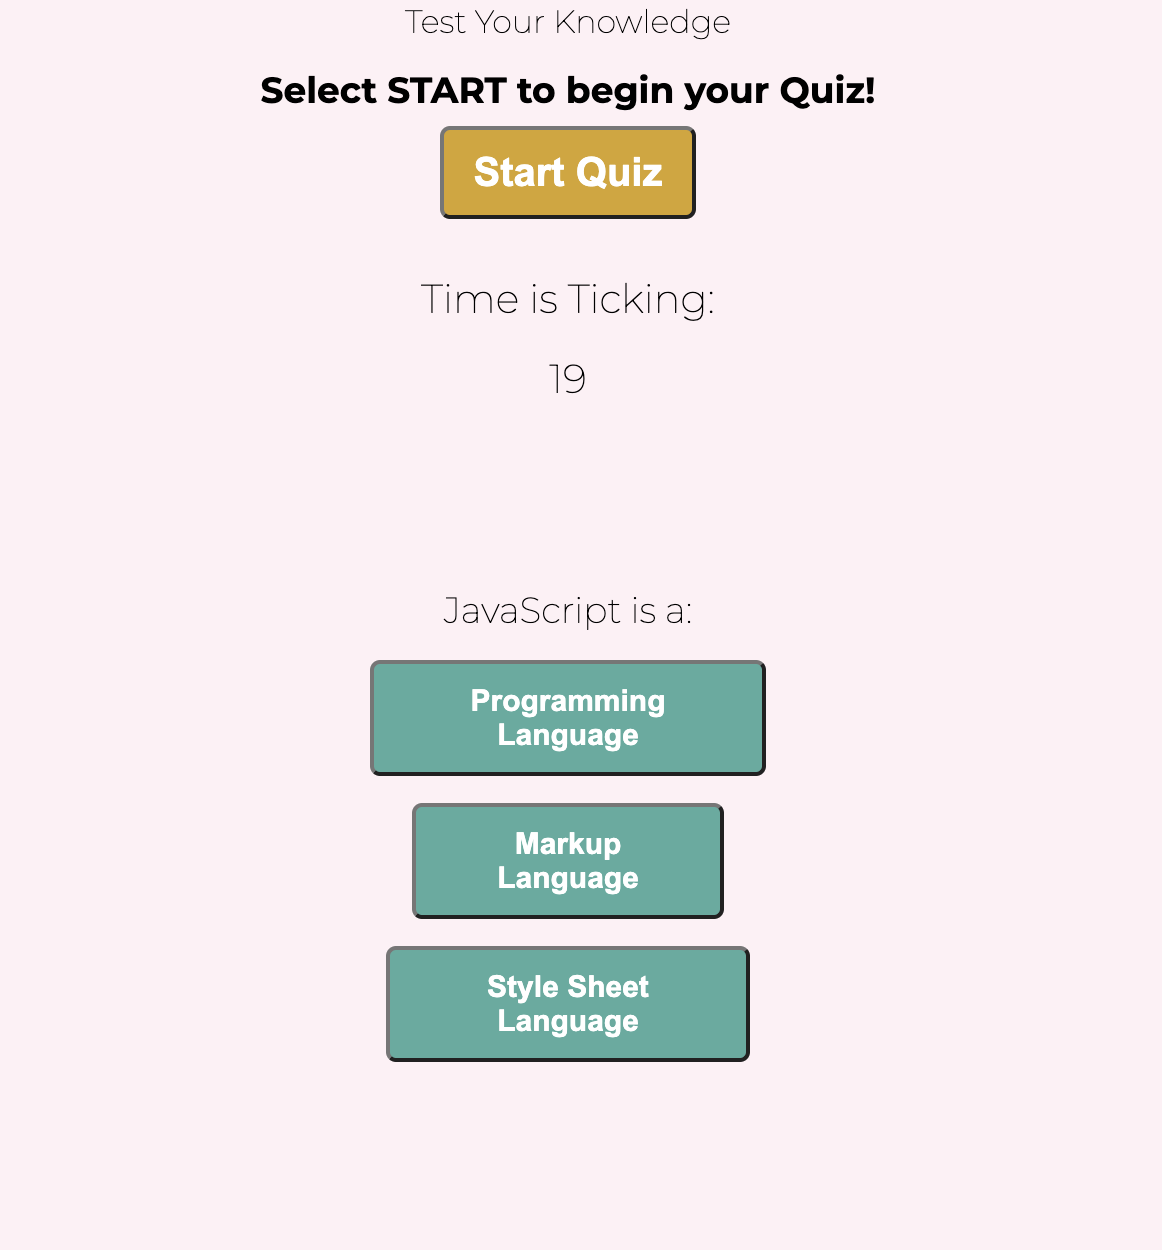 Test Your Knowledge
Select START to begin your Quiz!
Start Quiz
Time is Ticking:
19
JavaScript is a:
Programming
Language
Markup
Language
Style Sheet
Language